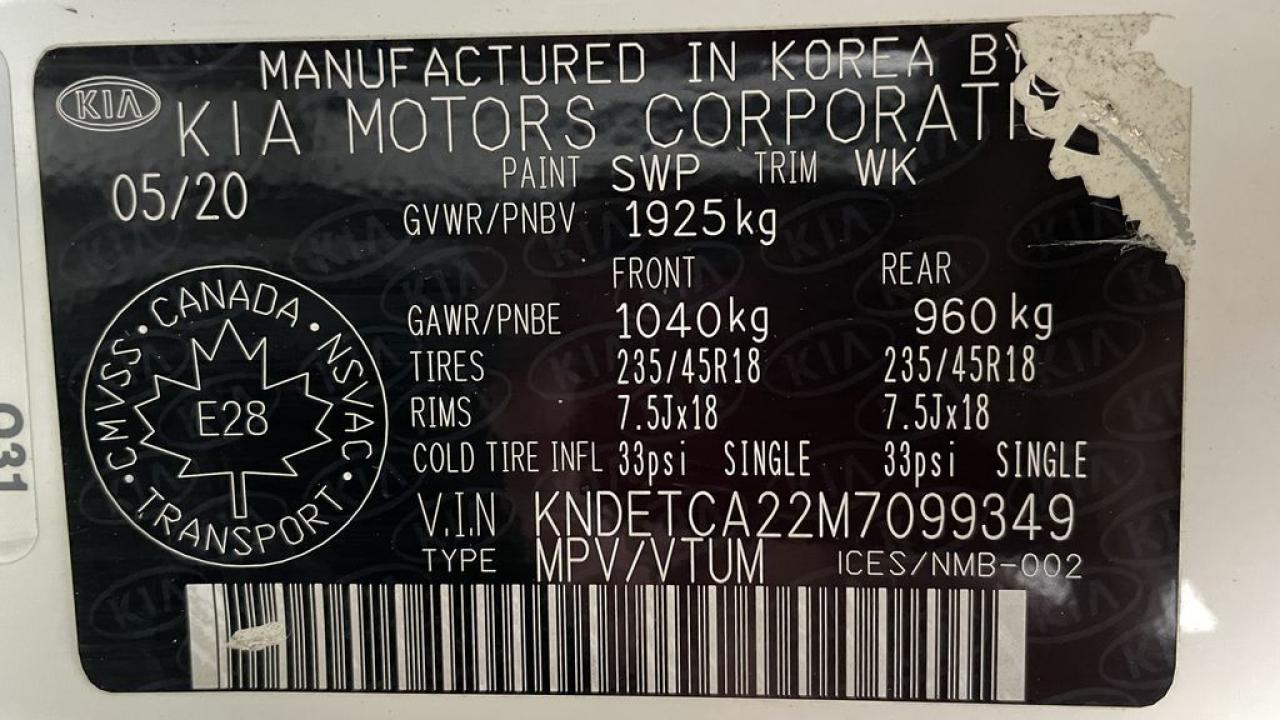 MANUFACTURED IN KOREA BY
KIA
KIA MOTORS CORPORATI
05/20
PAINT SWP TRIM WK
GVWR/PNBV 1925kg
FRONT REAR
GAWR/PNBE 1040kg 960kg
TIRES 235/45R18 235/45R18
RIMS 7.5Jx18 7.5Jx18
COLD TIRE INFL 33psi SINGLE 33psi SINGLE
V.I.N KNDETCA22M7099349
TYPE MPV/VTUM ICES/NMB-002
CANADA • NSVAC • TRANSPORT • CMVSS •
E28
031